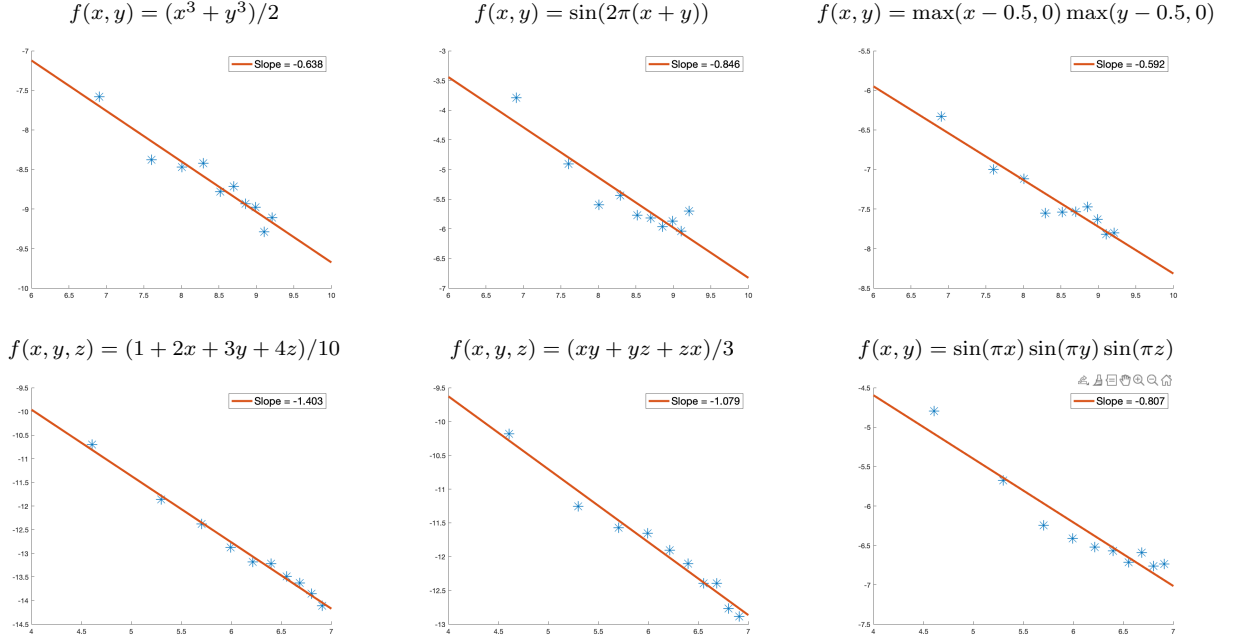 f(x, y) = (x³ + y³)/2
f(x, y) = sin(2π(x + y))
f(x, y) = max(x − 0.5, 0) max(y − 0.5, 0)
-7
-7.5
-8
-8.5
-9
-9.5
-10
6 6.5 7 7.5 8 8.5 9 9.5 10
Slope = -0.638
-3
-3.5
-4
-4.5
-5
-5.5
-6
-6.5
-7
6 6.5 7 7.5 8 8.5 9 9.5 10
Slope = -0.846
-5.5
-6
-6.5
-7
-7.5
-8
-8.5
6 6.5 7 7.5 8 8.5 9 9.5 10
Slope = -0.592
f(x, y, z) = (1 + 2x + 3y + 4z)/10
f(x, y, z) = (xy + yz + zx)/3
f(x, y) = sin(πx) sin(πy) sin(πz)
-9.5
-10
-10.5
-11
-11.5
-12
-12.5
-13
-13.5
-14
-14.5
4 4.5 5 5.5 6 6.5 7
Slope = -1.403
-9.5
-10
-10.5
-11
-11.5
-12
-12.5
-13
4 4.5 5 5.5 6 6.5 7
Slope = -1.079
-4.5
-5
-5.5
-6
-6.5
-7
-7.5
4 4.5 5 5.5 6 6.5 7
Slope = -0.807